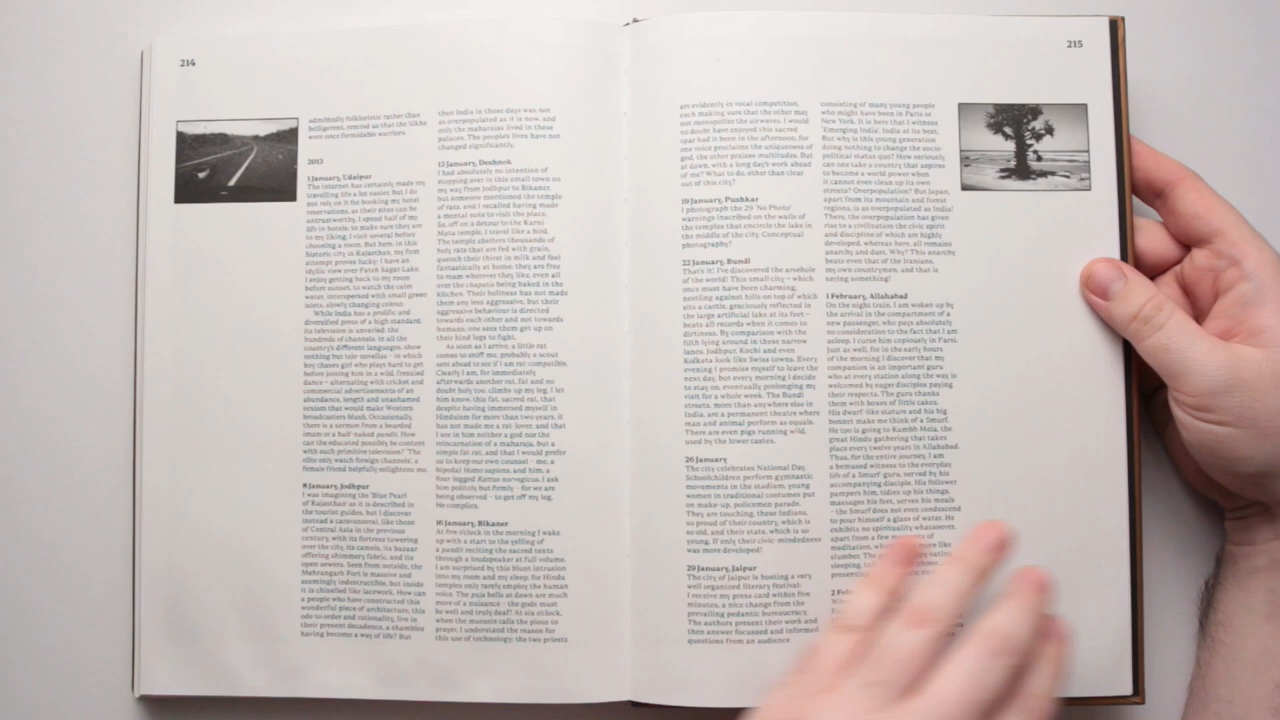 214
admittedly folkloristic rather than
belligerent, remind us that the Sikhs
were once formidable warriors.
2013
1 January, Udaipur
The internet has certainly made my
travelling life a lot easier, but I do
not rely on it for booking my hotel
reservations, as their sites can be
untrustworthy. I spend half of my
life in hotels: to make sure they are
to my liking, I visit several before
choosing a room. But here, in this
historic city in Rajasthan, my first
attempt proves lucky: I have an
idyllic view over Fateh Sagar Lake.
I enjoy getting back to my room
before sunset, to watch the calm
water, interspersed with small green
islets, slowly changing colour.
While India has a prolific and
diversified press of a high standard,
its television is unvaried: the
hundreds of channels, in all the
country's different languages, show
nothing but tele-novellas – in which
boy chases girl who plays hard to get
before joining him in a wild, frenzied
dance – alternating with cricket and
commercial advertisements of an
abundance, length and unashamed
sexism that would make Western
broadcasters blush. Occasionally,
there is a sermon from a bearded
imam or a half-naked pandit. How
can the educated possibly be content
with such primitive television? 'The
elite only watch foreign channels', a
female friend helpfully enlightens me.
8 January, Jodhpur
I was imagining the 'Blue Pearl
of Rajasthan' as it is described in
the tourist guides, but I discover
instead a caravanserai, like those
of Central Asia in the previous
century, with its fortress towering
over the city, its camels, its bazaar
offering shimmery fabric, and its
open sewers. Seen from outside, the
Mehrangarh Fort is massive and
seemingly indestructible, but inside
it is chiselled like lacework. How can
a people who have constructed this
wonderful piece of architecture, this
ode to order and rationality, live in
their present decadence, a shambles
having become a way of life? But
then India in those days was not
as overpopulated as it is now, and
only the maharajas lived in these
palaces. The people's lives have not
changed significantly.
13 January, Deshnok
I had absolutely no intention of
stopping over in this small town on
my way from Jodhpur to Bikaner,
but someone mentioned the temple
of rats, and I recalled having made
a mental note to visit the place.
So, off on a detour to the Karni
Mata temple, I travel like a bird.
The temple shelters thousands of
holy rats that are fed with grain,
quench their thirst in milk and feel
fantastically at home: they are free
to roam wherever they like, even all
over the chapatis being baked in the
kitchen. Their holiness has not made
them any less aggressive, but their
aggressive behaviour is directed
towards each other and not towards
humans; one sees them get up on
their hind legs to fight.
As soon as I arrive, a little rat
comes to sniff me, probably a scout
sent ahead to see if I am rat-compatible.
Clearly I am, for immediately
afterwards another rat, fat and no
doubt holy too, climbs up my leg. I let
him know, this fat, sacred rat, that
despite having immersed myself in
Hinduism for more than two years, it
has not made me a rat lover, and that
I see in him neither a god nor the
incarnation of a maharaja, but a
simple fat rat, and that I would prefer
us to keep our own counsel – me, a
bipedal Homo sapiens, and him, a
four legged Rattus norvegicus. I ask
him politely but firmly – for we are
being observed – to get off my leg.
He complies.
16 January, Bikaner
At five o'clock in the morning I wake
up with a start to the yelling of
a pandit reciting the sacred texts
through a loudspeaker at full volume.
I am surprised by this blunt intrusion
into my room and my sleep, for Hindu
temples only rarely employ the human
voice. The puja bells at dawn are much
more of a nuisance – the gods must
be well and truly deaf! At six o'clock,
when the muezzin calls the pious to
prayer, I understand the reason for
this use of technology: the two priests
215
are evidently in vocal competition,
each making sure that the other may
not monopolize the airwaves. I would
no doubt have enjoyed this sacred
spar had it been in the afternoon, for
one voice proclaims the uniqueness of
god, the other praises multitudes. But
at dawn, with a long day's work ahead
of me? What to do, other than clear
out of this city?
19 January, Pushkar
I photograph the 29 'No Photo'
warnings inscribed on the walls of
the temples that encircle the lake in
the middle of the city. Conceptual
photography?
22 January, Bundi
That's it! I've discovered the arsehole
of the world! This small city – which
once must have been charming,
nestling against hills on top of which
sits a castle, graciously reflected in
the large artificial lake at its feet –
beats all records when it comes to
dirtiness. By comparison with the
filth lying around in these narrow
lanes, Jodhpur, Kochi and even
Kolkata look like Swiss towns. Every
evening I promise myself to leave the
next day, but every morning I decide
to stay on, eventually prolonging my
visit for a whole week. The Bundi
streets, more than anywhere else in
India, are a permanent theatre where
man and animal perform as equals.
There are even pigs running wild,
used by the lower castes.
26 January
The city celebrates National Day.
Schoolchildren perform gymnastic
movements in the stadium, young
women in traditional costumes put
on make-up, policemen parade.
They are touching, these Indians,
so proud of their country, which is
so old, and their state, which is so
young. If only their civic-mindedness
was more developed!
29 January, Jaipur
The city of Jaipur is hosting a very
well organized literary festival:
I receive my press card within five
minutes, a nice change from the
prevailing pedantic bureaucracy.
The authors present their work and
then answer focussed and informed
questions from an audience
consisting of many young people
who might have been in Paris or
New York. It is here that I witness
'Emerging India', India at its best.
But why is this young generation
doing nothing to change the socio-
political status quo? How seriously
can one take a country that aspires
to become a world power when
it cannot even clean up its own
streets? Overpopulation? But Japan,
apart from its mountain and forest
regions, is as overpopulated as India!
There, the overpopulation has given
rise to a civilization the civic spirit
and discipline of which are highly
developed, whereas here, all remains
anarchy and dust. Why? This anarchy
beats even that of the Iranians,
my own countrymen, and that is
saying something!
1 February, Allahabad
On the night train, I am woken up by
the arrival in the compartment of a
new passenger, who pays absolutely
no consideration to the fact that I am
asleep. I curse him copiously in Farsi.
Just as well, for in the early hours
of the morning I discover that my
companion is an important guru
who at every station along the way is
welcomed by eager disciples paying
their respects. The guru thanks
them with boxes of little cakes.
His dwarf-like stature and his big
bonnet make me think of a Smurf.
He too is going to Kumbh Mela, the
great Hindu gathering that takes
place every twelve years in Allahabad.
Thus, for the entire journey, I am
a bemused witness to the everyday
life of a 'Smurf' guru, served by his
accompanying disciple. His follower
pampers him, tidies up his things,
massages his feet, serves his meals
– the Smurf does not even condescend
to pour himself a glass of water. He
exhibits no spirituality whatsoever,
apart from a few moments of
meditation, more like
slumber. The eating,
sleeping,
presenting
2